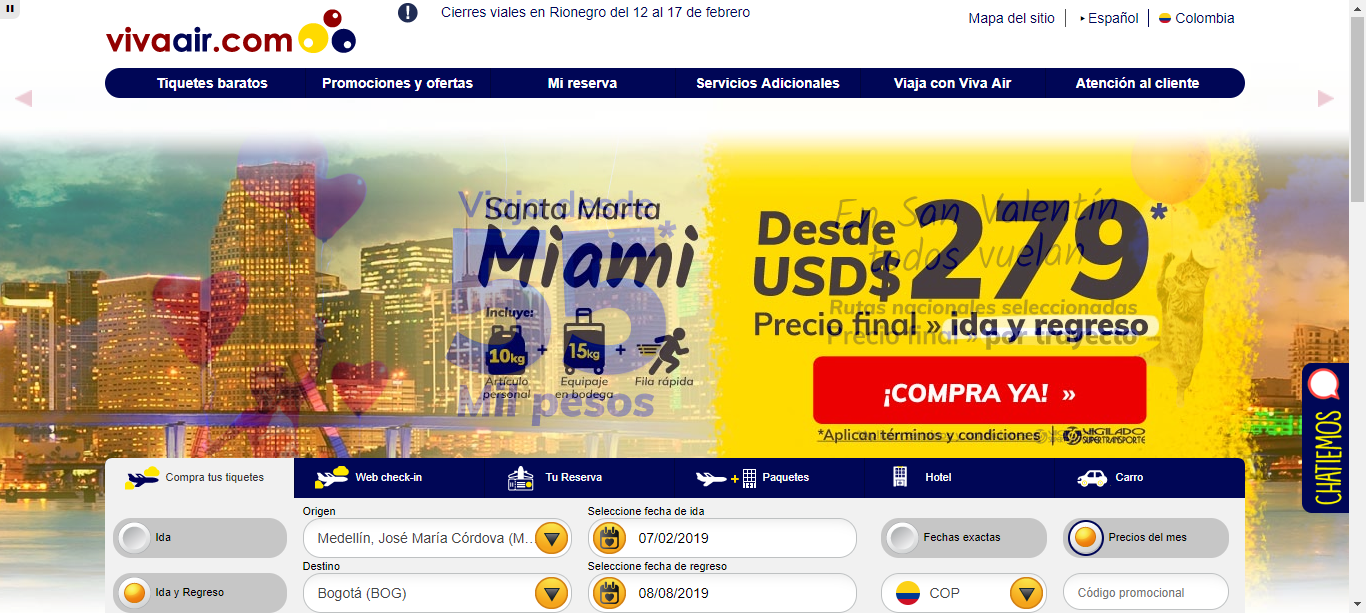 vivaair.com
Cierres viales en Rionegro del 12 al 17 de febrero
Mapa del sitio
Español
Colombia
Tiquetes baratos
Promociones y ofertas
Mi reserva
Servicios Adicionales
Viaja con Viva Air
Atención al cliente
Viaja desde
Santa Marta
Miami
Mil pesos
Incluye:
10kg + 15kg +
Artículo personal
Equipaje en bodega
Fila rápida
Desde
USD$ 279*
En San Valentín
todos vuelan
Rutas nacionales seleccionadas
Precio final » ida y regreso
Precio final » por trayecto
¡COMPRA YA! »
*Aplican términos y condiciones
VIGILADO
SUPERTRANSPORTE
CHATIEMOS
Compra tus tiquetes
Web check-in
Tu Reserva
Paquetes
Hotel
Carro
Ida
Ida y Regreso
Origen
Medellín, José María Córdova (M...
Destino
Bogotá (BOG)
Seleccione fecha de ida
07/02/2019
Seleccione fecha de regreso
08/08/2019
Fechas exactas
Precios del mes
COP
Código promocional